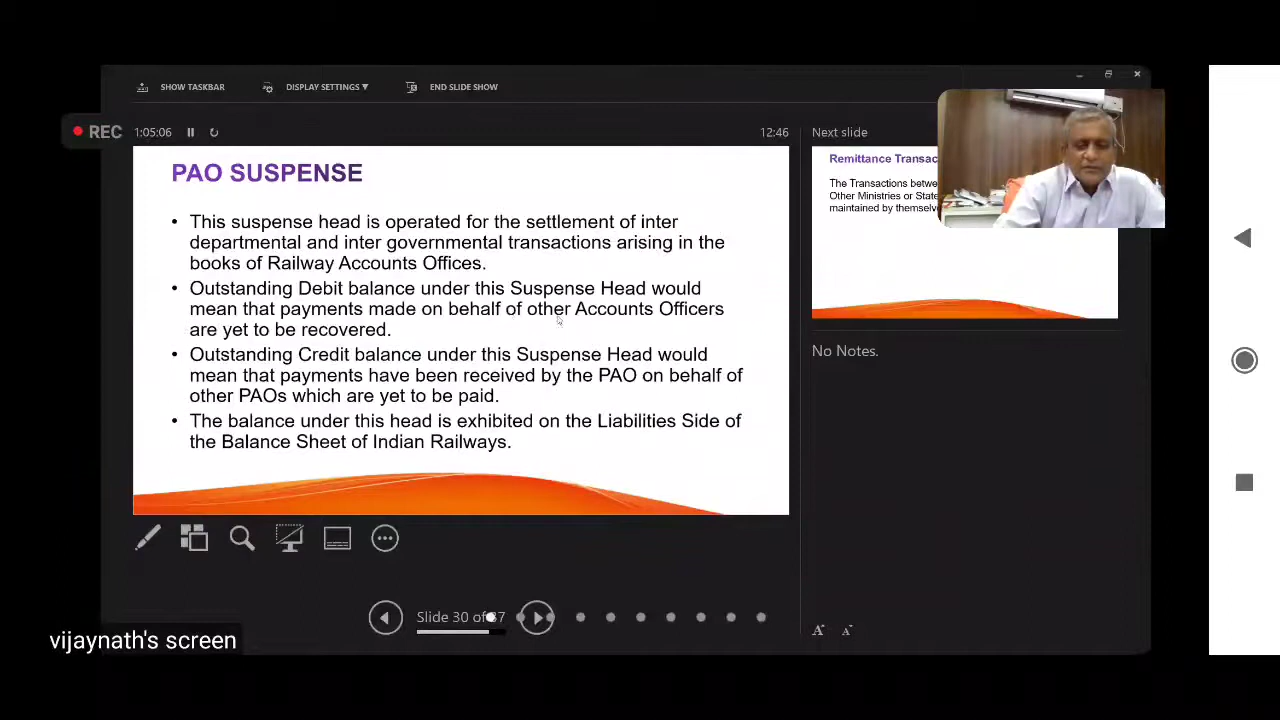 SHOW TASKBAR
DISPLAY SETTINGS ▼
END SLIDE SHOW
REC
1:05:06
12:46
Next slide
PAO SUSPENSE
• This suspense head is operated for the settlement of inter
departmental and inter governmental transactions arising in the
books of Railway Accounts Offices.
• Outstanding Debit balance under this Suspense Head would
mean that payments made on behalf of other Accounts Officers
are yet to be recovered.
• Outstanding Credit balance under this Suspense Head would
mean that payments have been received by the PAO on behalf of
other PAOs which are yet to be paid.
• The balance under this head is exhibited on the Liabilities Side of
the Balance Sheet of Indian Railways.
Remittance
The Transactions
Other Ministries or State
maintained by
No Notes.
Slide 30 of 37
A A
vijaynath's screen